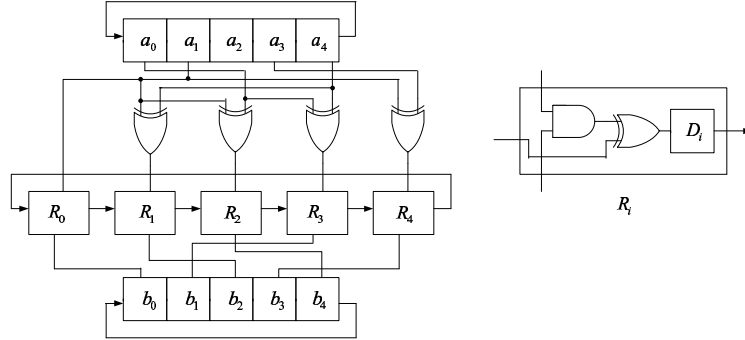 a₀ a₁ a₂ a₃ a₄
Dᵢ
R₀ R₁ R₂ R₃ R₄
Rᵢ
b₀ b₁ b₂ b₃ b₄